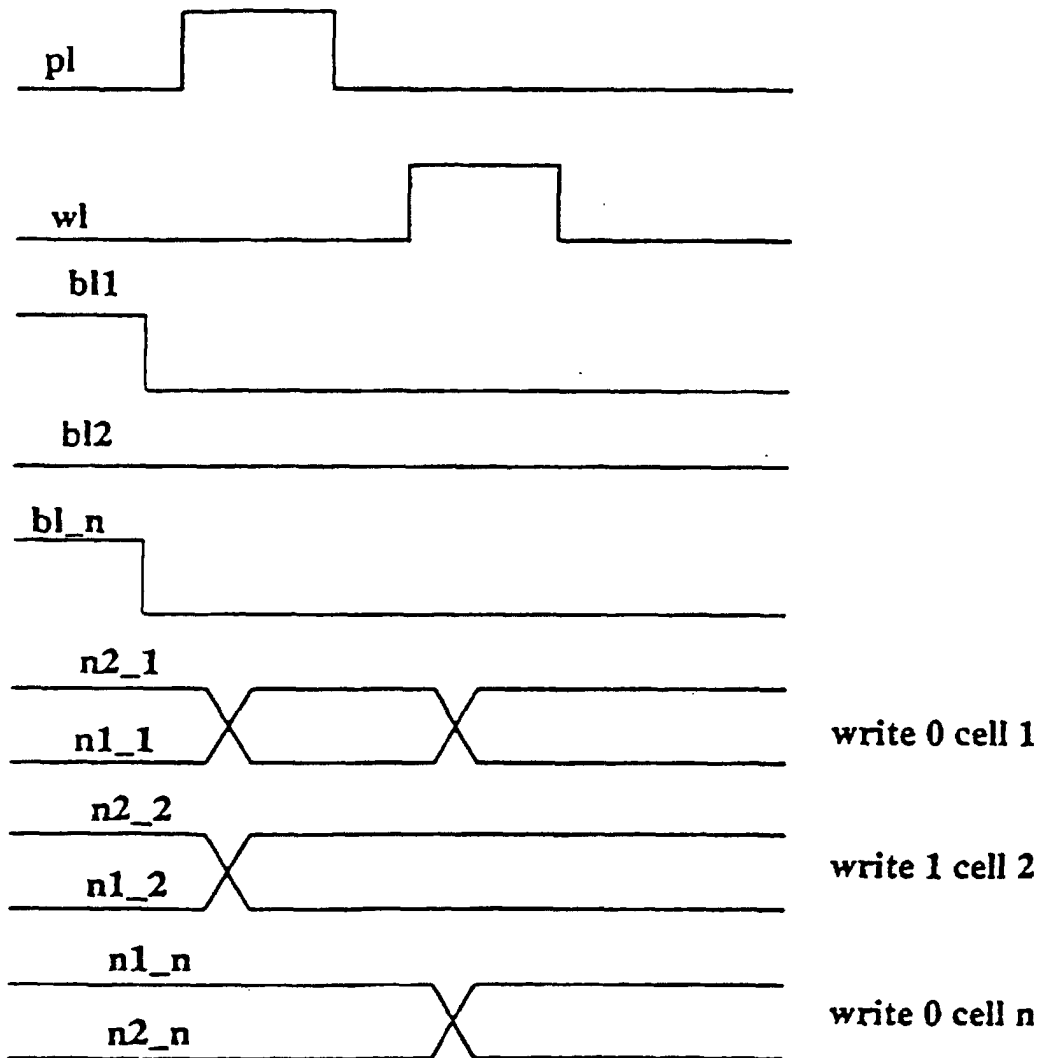 pl
wl
bl1
bl2
bl_n
n2_1
n1_1
write 0 cell 1
n2_2
n1_2
write 1 cell 2
n1_n
n2_n
write 0 cell n